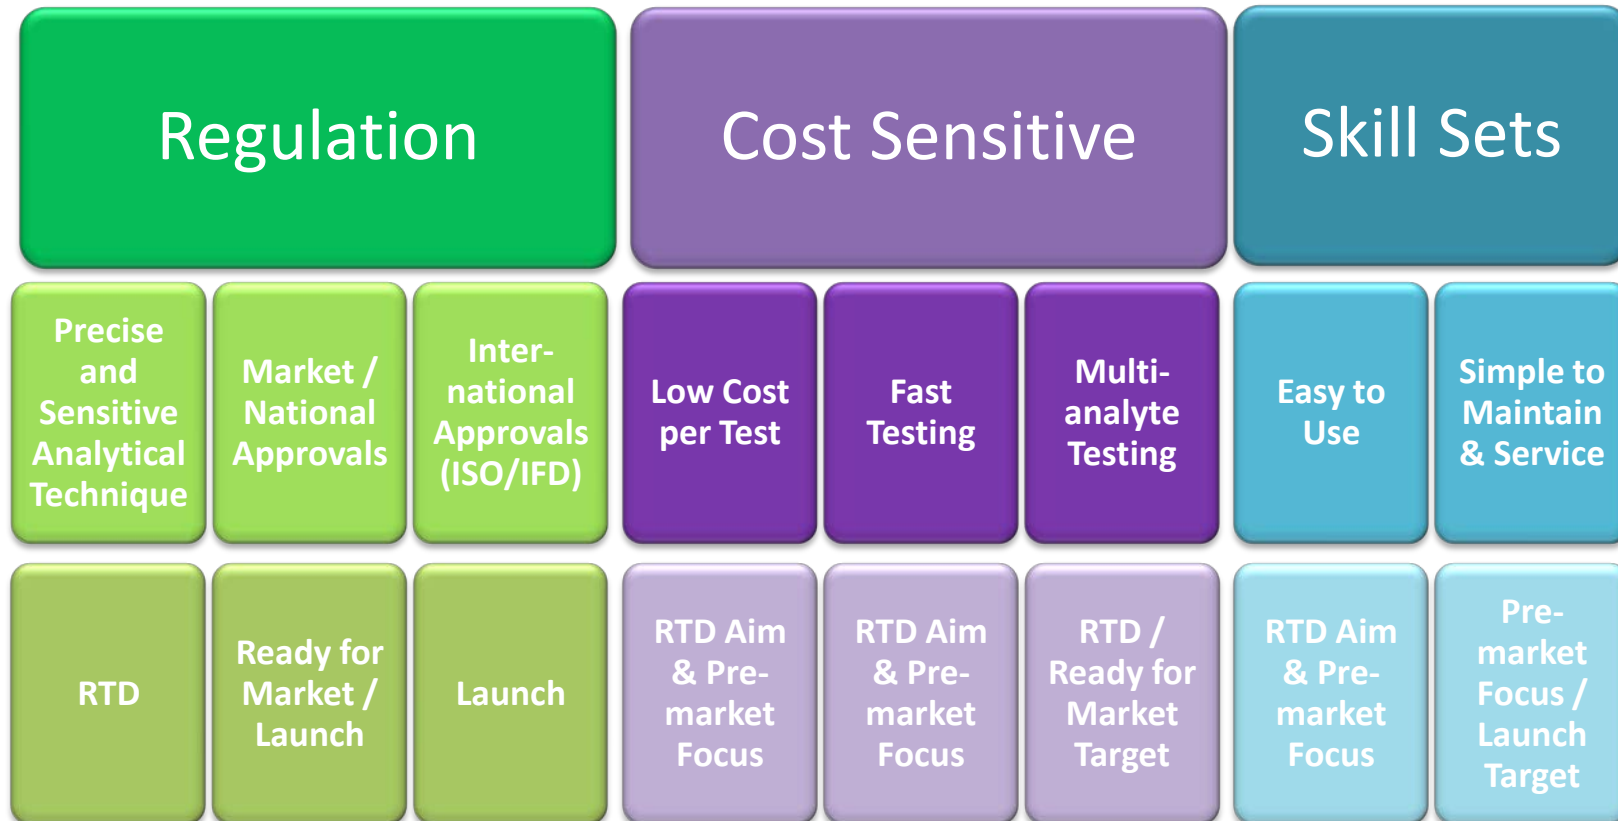 Regulation
Cost Sensitive
Skill Sets
Precise
and
Sensitive
Analytical
Technique
Market /
National
Approvals
Inter-
national
Approvals
(ISO/IFD)
Low Cost
per Test
Fast
Testing
Multi-
analyte
Testing
Easy to
Use
Simple to
Maintain
& Service
RTD
Ready for
Market /
Launch
Launch
RTD Aim
& Pre-
market
Focus
RTD Aim
& Pre-
market
Focus
RTD /
Ready for
Market
Target
RTD Aim
& Pre-
market
Focus
Pre-
market
Focus /
Launch
Target